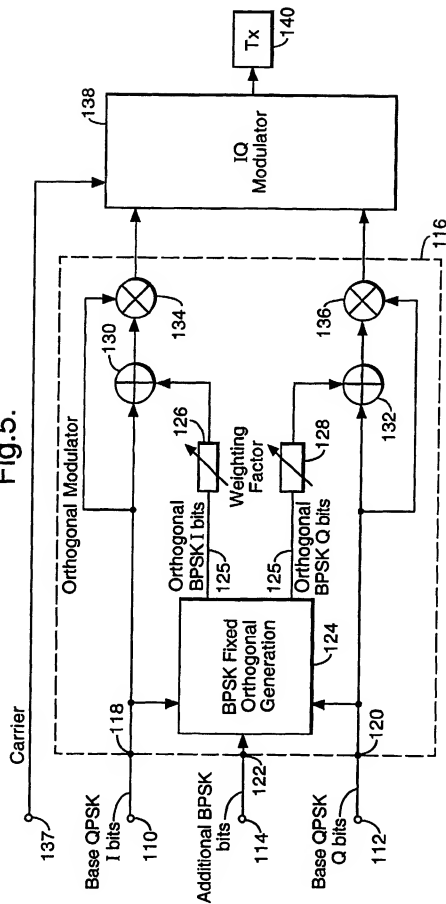 Fig.5.
Carrier
137
Orthogonal Modulator
Base QPSK
I bits
110
118
Additional BPSK
bits
114
122
Base QPSK
Q bits
112
120
BPSK Fixed
Orthogonal
Generation
124
Orthogonal
BPSK I bits
125
Orthogonal
BPSK Q bits
125
126
Weighting
Factor
128
130
132
134
136
116
IQ
Modulator
138
Tx
140